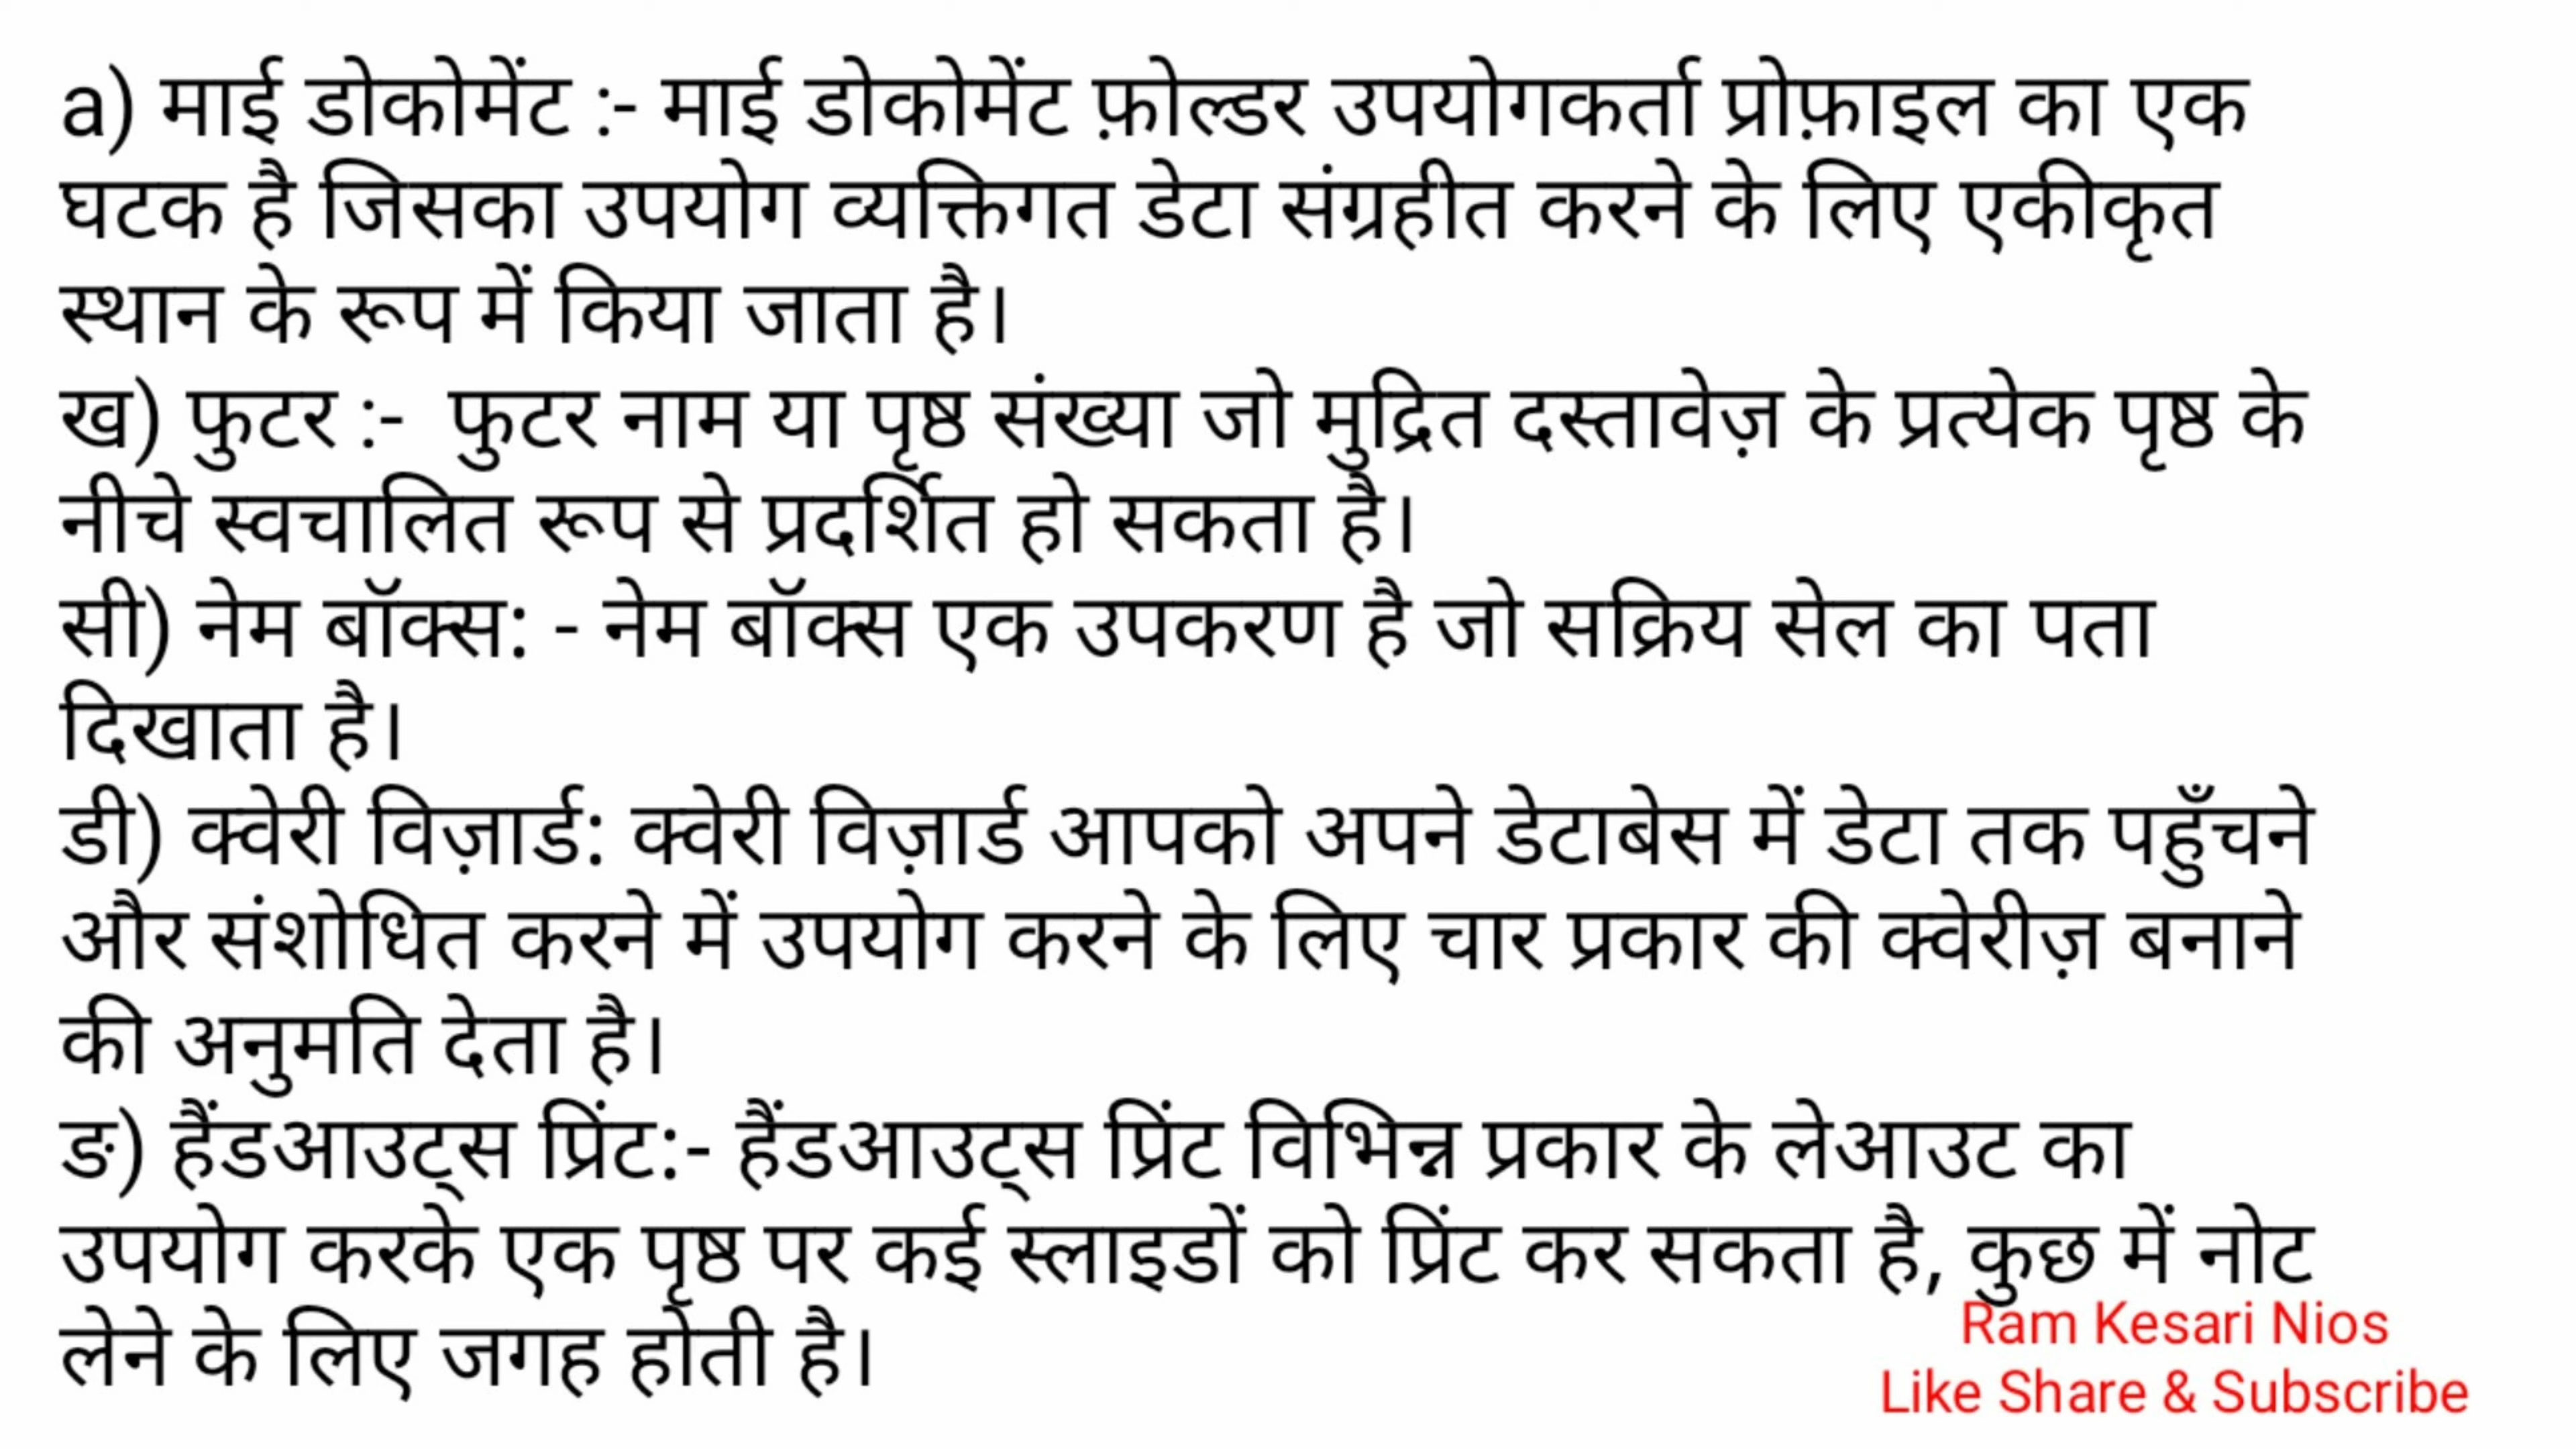 a) माई डोकोमेंट :- माई डोकोमेंट फ़ोल्डर उपयोगकर्ता प्रोफ़ाइल का एक
घटक है जिसका उपयोग व्यक्तिगत डेटा संग्रहीत करने के लिए एकीकृत
स्थान के रूप में किया जाता है।
ख) फुटर :- फुटर नाम या पृष्ठ संख्या जो मुद्रित दस्तावेज़ के प्रत्येक पृष्ठ के
नीचे स्वचालित रूप से प्रदर्शित हो सकता है।
सी) नेम बॉक्स: - नेम बॉक्स एक उपकरण है जो सक्रिय सेल का पता
दिखाता है।
डी) क्वेरी विज़ार्ड: क्वेरी विज़ार्ड आपको अपने डेटाबेस में डेटा तक पहुँचने
और संशोधित करने में उपयोग करने के लिए चार प्रकार की क्वेरीज़ बनाने
की अनुमति देता है।
ङ) हैंडआउट्स प्रिंट:- हैंडआउट्स प्रिंट विभिन्न प्रकार के लेआउट का
उपयोग करके एक पृष्ठ पर कई स्लाइडों को प्रिंट कर सकता है, कुछ में नोट
लेने के लिए जगह होती है।
Ram Kesari Nios
Like Share & Subscribe